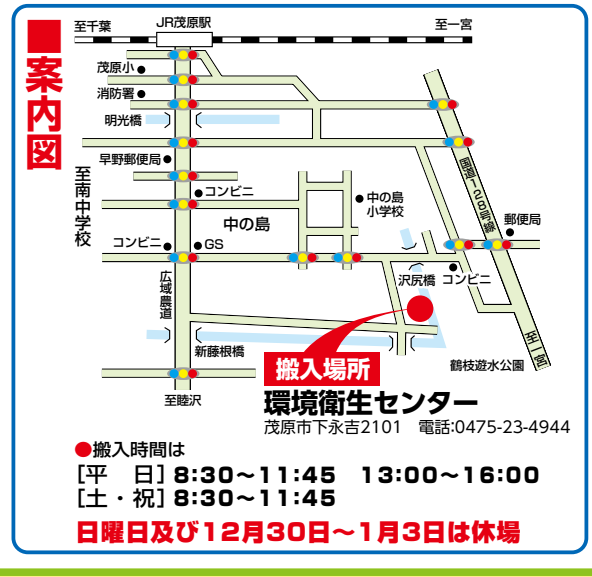 ■案内図
至千葉
JR茂原駅
至一宮
茂原小
消防署
明光橋
早野郵便局
至南中学校
コンビニ
中の島
小学校
中の島
国道128号線
郵便局
コンビニ
GS
沢尻橋
コンビニ
広域農道
新藤根橋
至一宮
鶴枝遊水公園
搬入場所
至睦沢
環境衛生センター
茂原市下永吉2101 電話:0475-23-4944
●搬入時間は
[平 日] 8:30～11:45 13:00～16:00
[土・祝] 8:30～11:45
日曜日及び12月30日～1月3日は休場